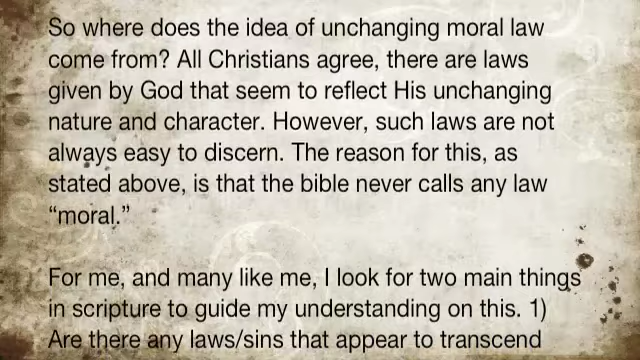 So where does the idea of unchanging moral law
come from? All Christians agree, there are laws
given by God that seem to reflect His unchanging
nature and character. However, such laws are not
always easy to discern. The reason for this, as
stated above, is that the bible never calls any law
“moral.”
For me, and many like me, I look for two main things
in scripture to guide my understanding on this. 1)
Are there any laws/sins that appear to transcend